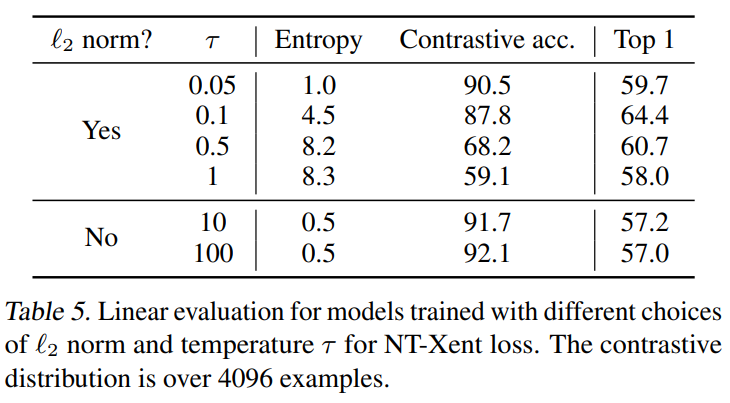 ℓ2 norm? τ Entropy Contrastive acc. Top 1
0.05 1.0 90.5 59.7
0.1 4.5 87.8 64.4
Yes
0.5 8.2 68.2 60.7
1 8.3 59.1 58.0
10 0.5 91.7 57.2
No
100 0.5 92.1 57.0
Table 5. Linear evaluation for models trained with different choices
of ℓ2 norm and temperature τ for NT-Xent loss. The contrastive
distribution is over 4096 examples.